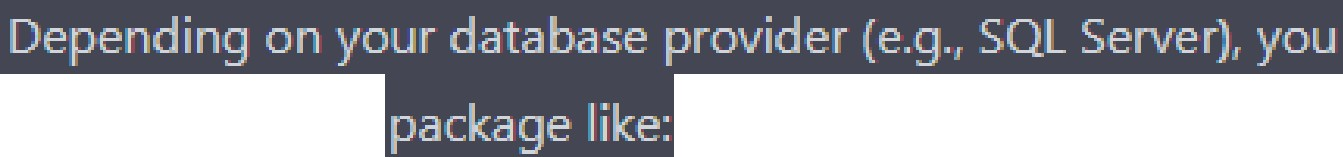 Depending on your database provider (e.g., SQL Server), you
package like: